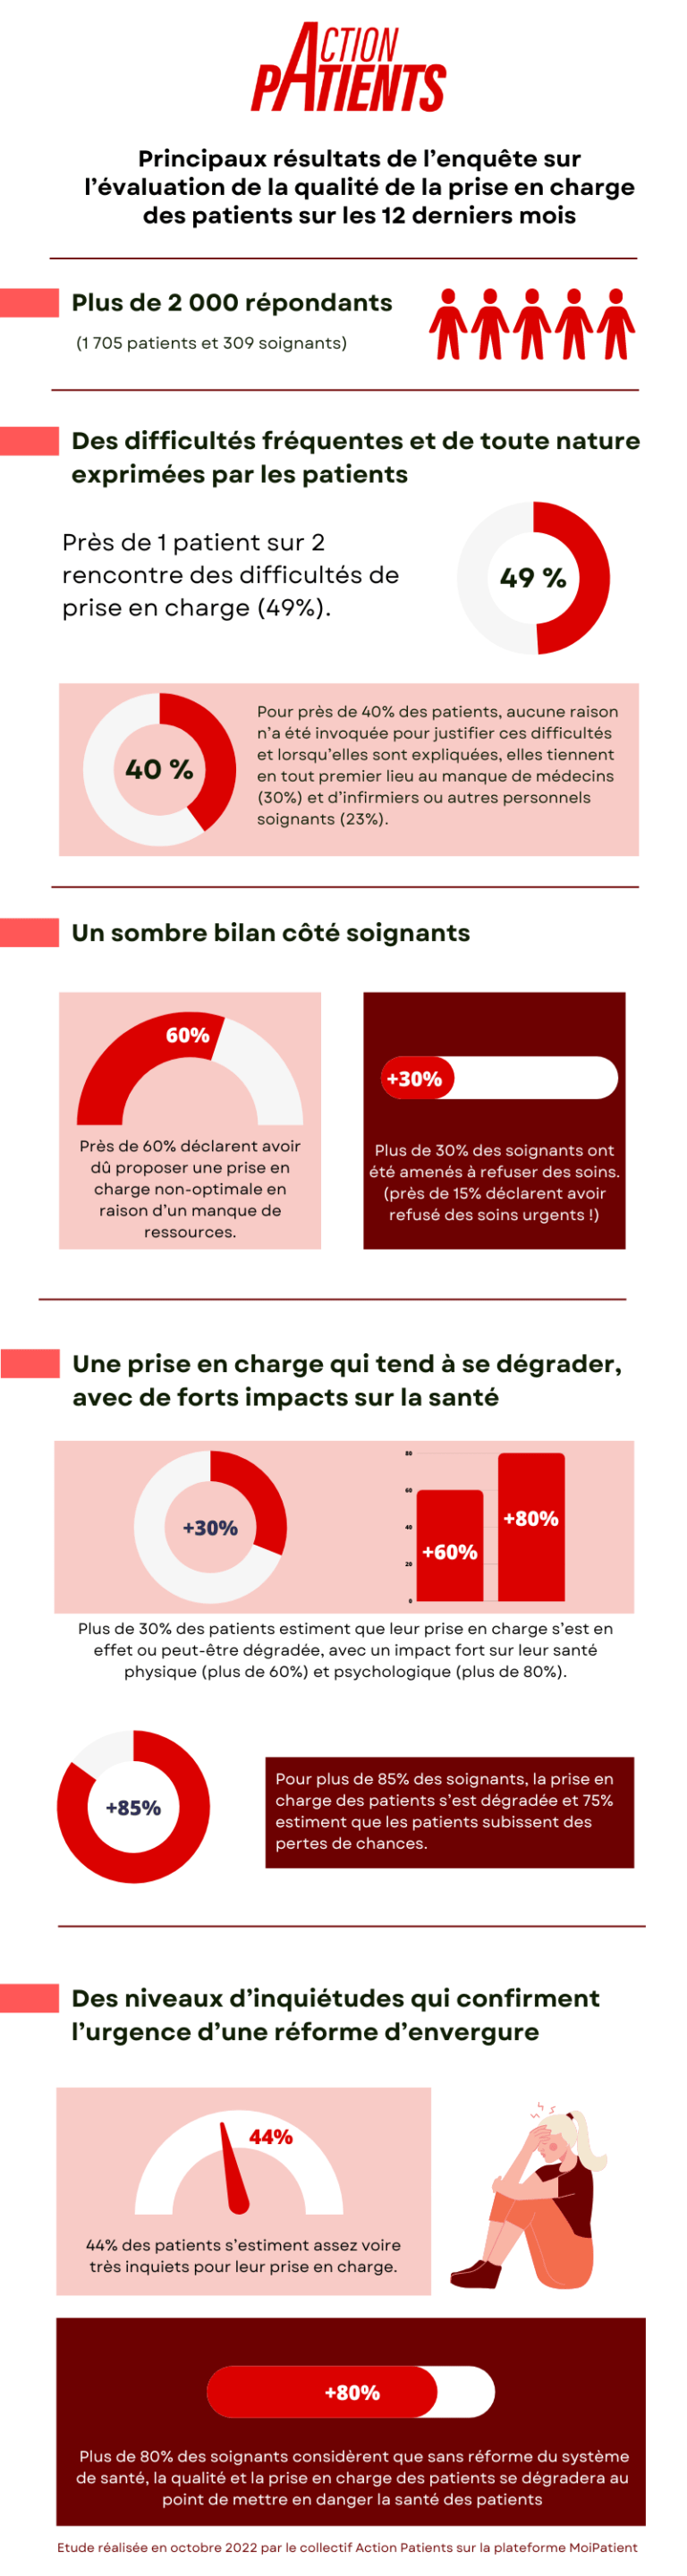 ACTION
PATIENTS
Principaux résultats de l'enquête sur
l'évaluation de la qualité de la prise en charge
des patients sur les 12 derniers mois
Plus de 2 000 répondants
(1 705 patients et 309 soignants)
Des difficultés fréquentes et de toute nature
exprimées par les patients
Près de 1 patient sur 2
rencontre des difficultés de
prise en charge (49%).
49 %
40 %
Pour près de 40% des patients, aucune raison
n'a été invoquée pour justifier ces difficultés
et lorsqu'elles sont expliquées, elles tiennent
en tout premier lieu au manque de médecins
(30%) et d'infirmiers ou autres personnels
soignants (23%).
Un sombre bilan côté soignants
60%
Près de 60% déclarent avoir
dû proposer une prise en
charge non-optimale en
raison d'un manque de
ressources.
+30%
Plus de 30% des soignants ont
été amenés à refuser des soins.
(près de 15% déclarent avoir
refusé des soins urgents !)
Une prise en charge qui tend à se dégrader,
avec de forts impacts sur la santé
+30%
80
60
40
20
0
+60%
+80%
Plus de 30% des patients estiment que leur prise en charge s'est en
effet ou peut-être dégradée, avec un impact fort sur leur santé
physique (plus de 60%) et psychologique (plus de 80%).
+85%
Pour plus de 85% des soignants, la prise en
charge des patients s'est dégradée et 75%
estiment que les patients subissent des
pertes de chances.
Des niveaux d'inquiétudes qui confirment
l'urgence d'une réforme d'envergure
44%
44% des patients s'estiment assez voire
très inquiets pour leur prise en charge.
+80%
Plus de 80% des soignants considèrent que sans réforme du système
de santé, la qualité et la prise en charge des patients se dégradera au
point de mettre en danger la santé des patients
Etude réalisée en octobre 2022 par le collectif Action Patients sur la plateforme MoiPatient